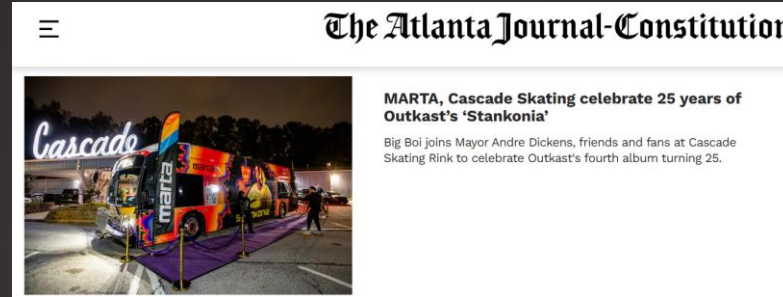 The Atlanta Journal-Constitution
MARTA, Cascade Skating celebrate 25 years of
Outkast's ‘Stankonia’
Big Boi joins Mayor Andre Dickens, friends and fans at Cascade
Skating Rink to celebrate Outkast's fourth album turning 25.
Cascade
marta
marta